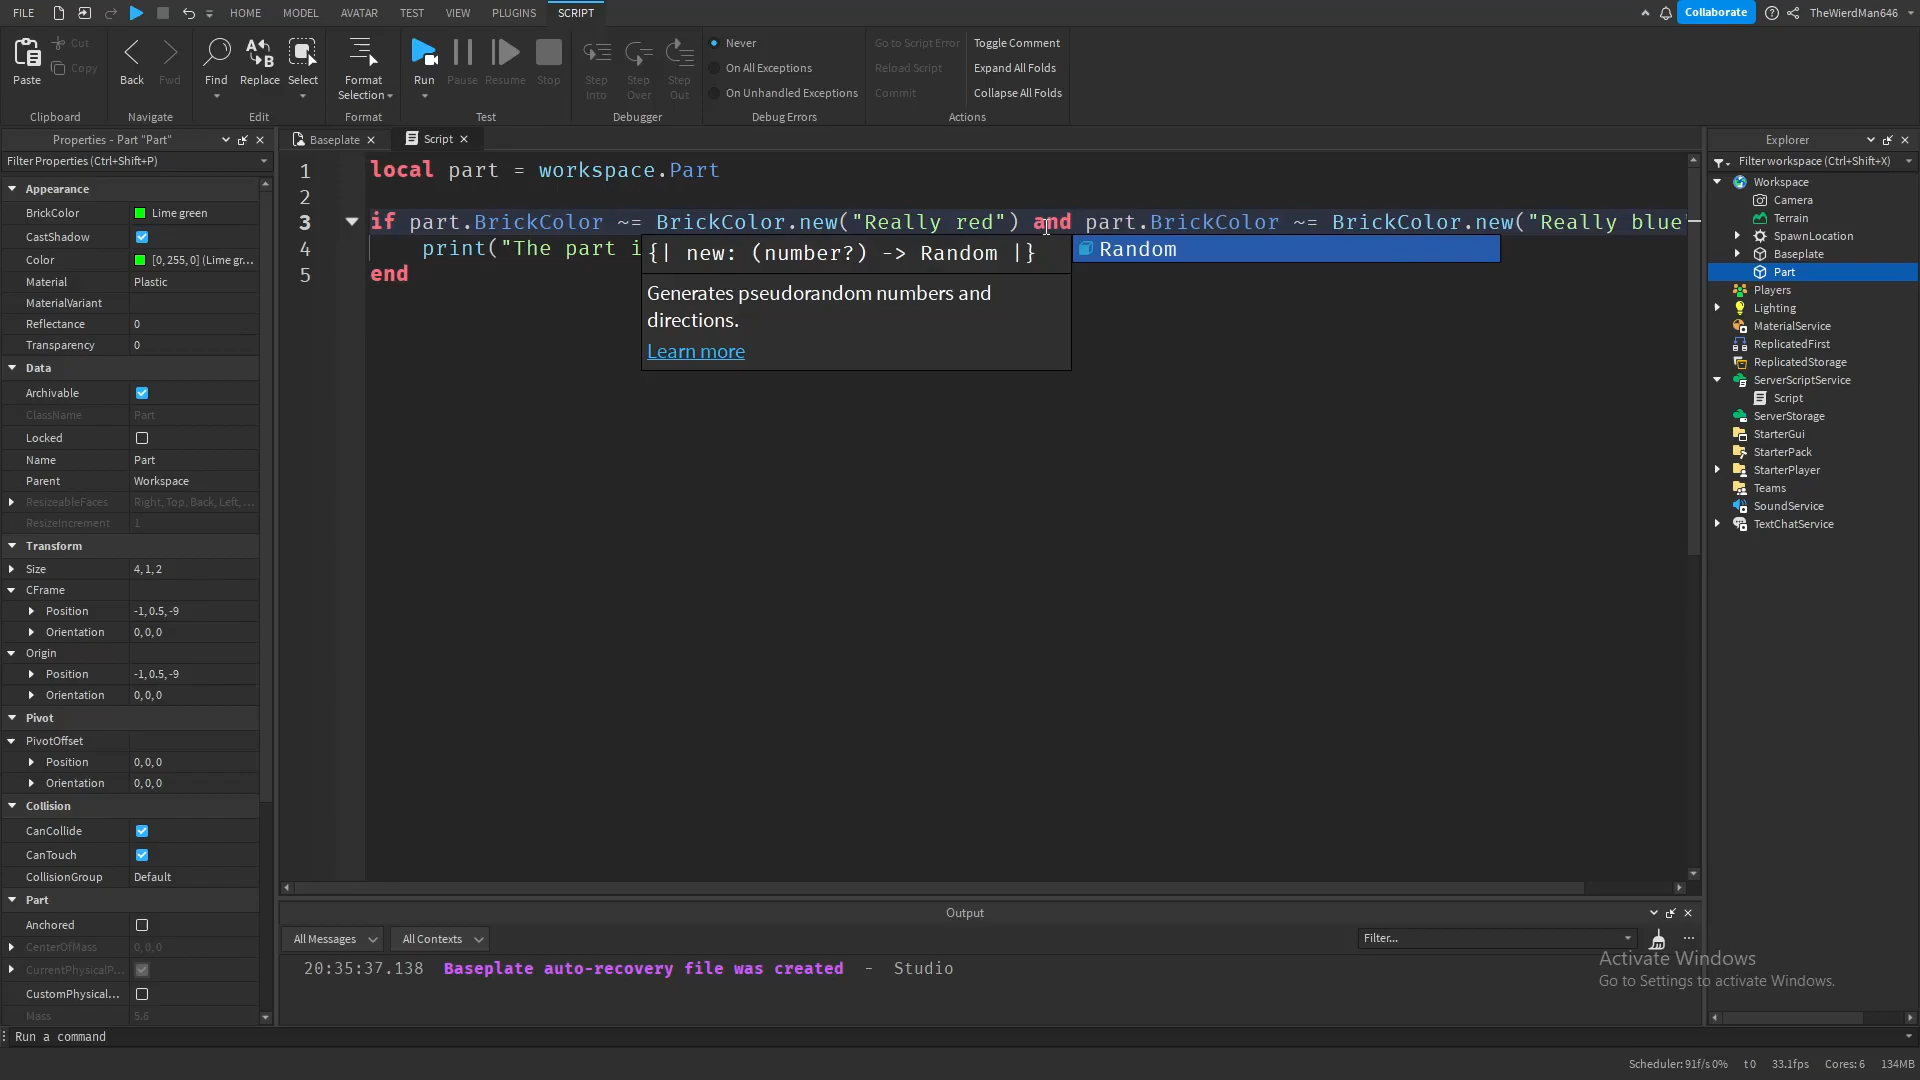 FILE HOME MODEL AVATAR TEST VIEW PLUGINS SCRIPT Collaborate TheWierdMan646
Paste Cut Copy Back Fwd Find Replace Select Format Selection Run Pause Resume Stop Step Into Step Over Step Out
Never Go to Script Error Toggle Comment
On All Exceptions Reload Script Expand All Folds
On Unhandled Exceptions Commit Collapse All Folds
Clipboard Navigate Edit Format Test Debugger Debug Errors Actions
Properties - Part "Part"
Filter Properties (Ctrl+Shift+P)
Appearance
BrickColor Lime green
CastShadow
Color [0, 255, 0] (Lime gr...
Material Plastic
MaterialVariant
Reflectance 0
Transparency 0
Data
Archivable
ClassName Part
Locked
Name Part
Parent Workspace
ResizeableFaces Right, Top, Back, Left, ...
ResizeIncrement 1
Transform
Size 4, 1, 2
CFrame
Position -1, 0.5, -9
Orientation 0, 0, 0
Origin
Position -1, 0.5, -9
Orientation 0, 0, 0
Pivot
PivotOffset
Position 0, 0, 0
Orientation 0, 0, 0
Collision
CanCollide
CanTouch
CollisionGroup Default
Part
Anchored
CenterOfMass 0, 0, 0
CurrentPhysicalP...
CustomPhysical...
Mass 5.6
Baseplate Script
1 local part = workspace.Part
2
3 if part.BrickColor ~= BrickColor.new("Really red") and part.BrickColor ~= BrickColor.new("Really blue"
4 print("The part i
5 end
{| new: (number?) -> Random |}
Random
Generates pseudorandom numbers and
directions.
Learn more
Output
All Messages All Contexts Filter...
20:35:37.138 Baseplate auto-recovery file was created - Studio
Explorer
Filter workspace (Ctrl+Shift+X)
Workspace
Camera
Terrain
SpawnLocation
Baseplate
Part
Players
Lighting
MaterialService
ReplicatedFirst
ReplicatedStorage
ServerScriptService
Script
ServerStorage
StarterGui
StarterPack
StarterPlayer
Teams
SoundService
TextChatService
Activate Windows
Go to Settings to activate Windows.
Run a command
Scheduler: 91f/s 0% t 0 33.1fps Cores: 6 134MB